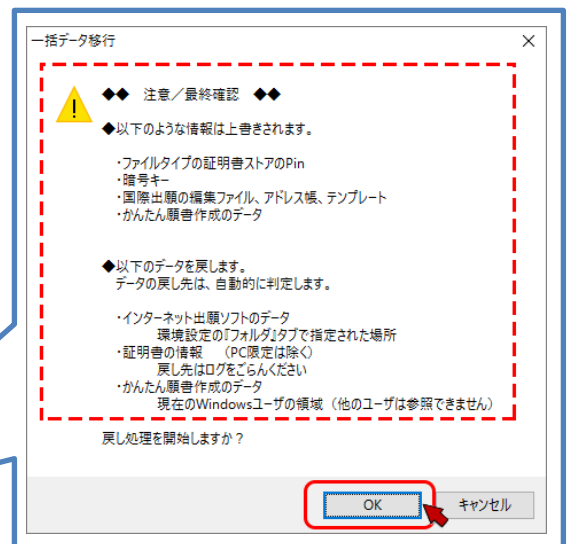 一括データ移行
◆◆ 注意／最終確認 ◆◆
◆以下のような情報は上書きされます。
・ファイルタイプの証明書ストアのPin
・暗号キー
・国際出願の編集ファイル、アドレス帳、テンプレート
・かんたん願書作成のデータ
◆以下のデータを戻します。
データの戻し先は、自動的に判定します。
・インターネット出願ソフトのデータ
環境設定の『フォルダ』タブで指定された場所
・証明書の情報　（PC限定は除く）
戻し先はログをごらんください
・かんたん願書作成のデータ
現在のWindowsユーザの領域（他のユーザは参照できません）
戻し処理を開始しますか？
OK
キャンセル